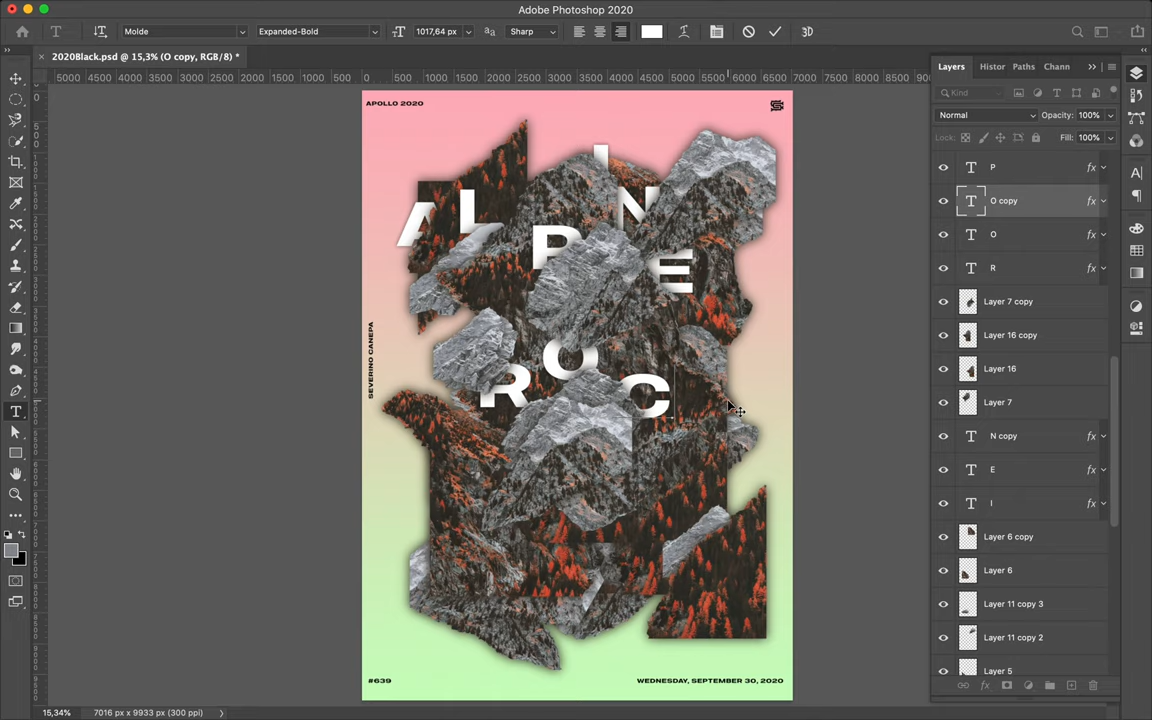 Adobe Photoshop 2020
Molde
Expanded-Bold
1017,64 pt
Sharp
3D
2020Black.psd @ 15,3% (O copy, RGB/8) *
5000 4500 4000 3500 3000 2500 2000 1500 1000 500 0 500 1000 1500 2000 2500 3000 3500 4000 4500 5000 5500 6000 6500 7000 7500 8000 8500
APOLLO 2020
I
L
N
A
P
E
SEVERINO CANEPA
O
R
C
#639
WEDNESDAY, SEPTEMBER 30, 2020
Layers
Histor
Paths
Chann
Kind
Normal
Opacity: 100%
Lock:
Fill: 100%
P
O copy
O
R
Layer 7 copy
Layer 16 copy
Layer 16
Layer 7
N copy
E
I
Layer 6 copy
Layer 6
Layer 11 copy 3
Layer 11 copy 2
Layer 5
15,34%
7016 px x 9933 px (300 ppi)